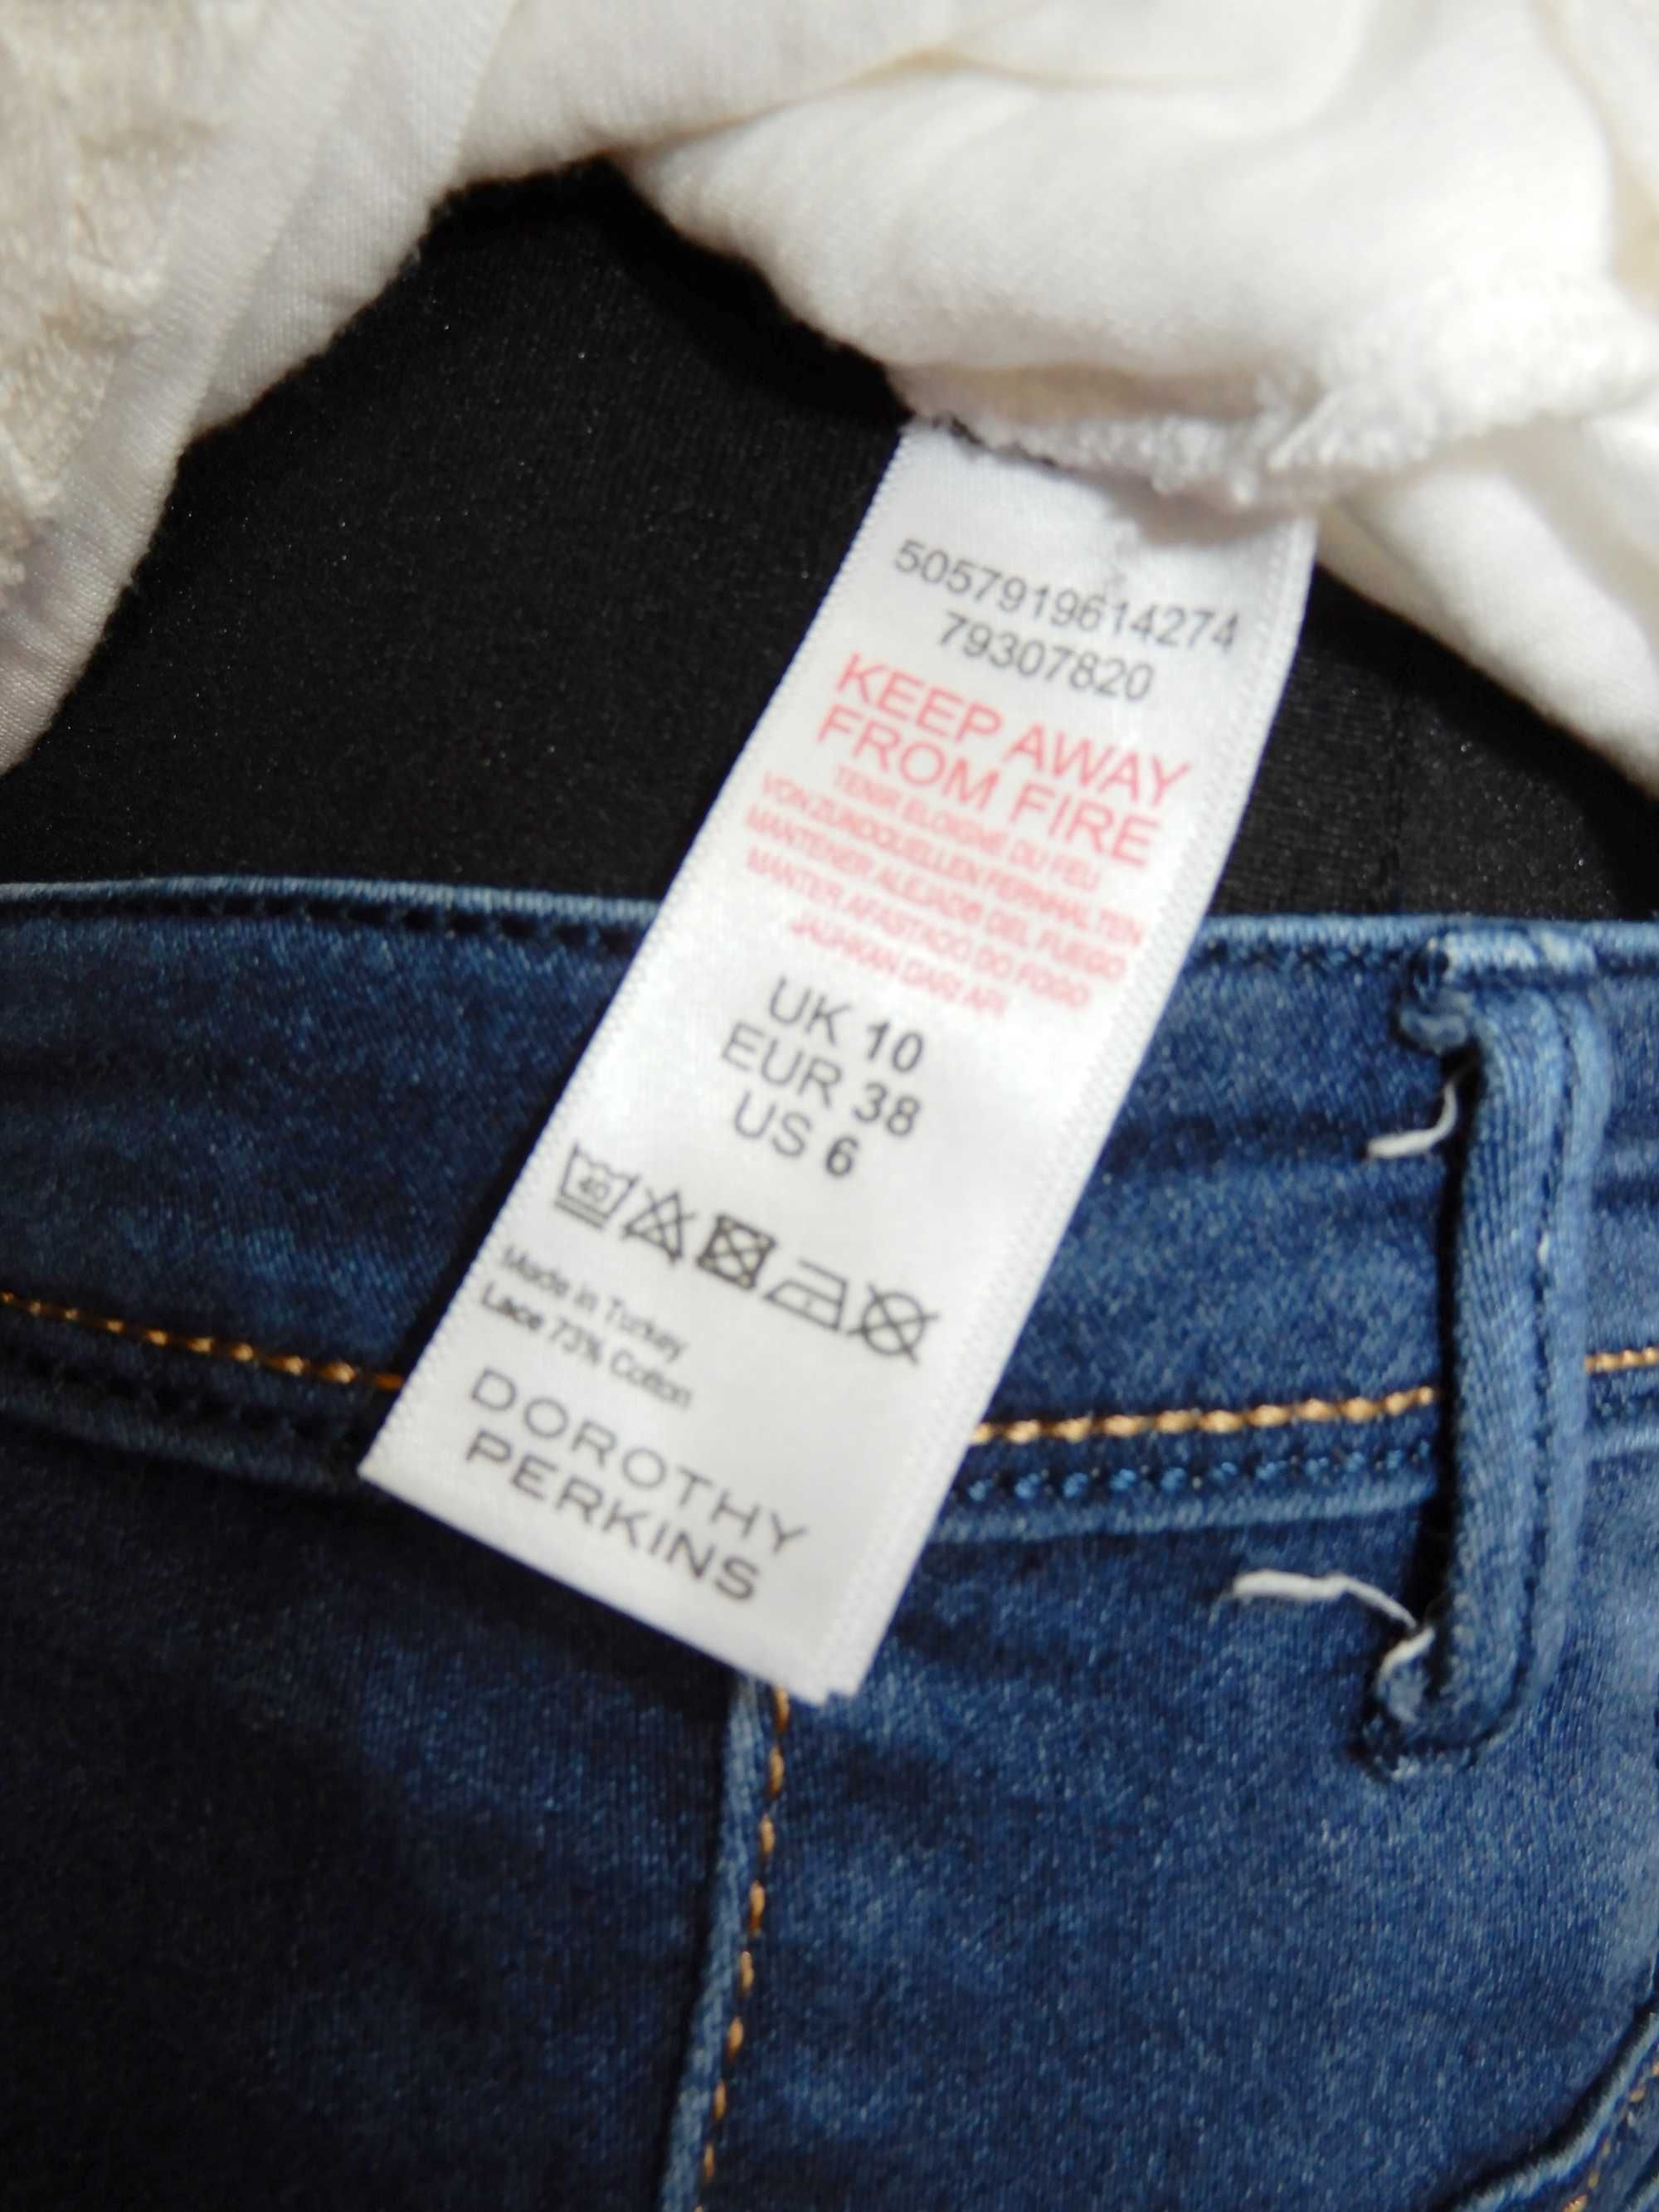 5057919614274
79307820
KEEP AWAY
FROM FIRE
TENIR ELOIGNE DU FEU
VON ZUNDQUELLEN FERNHALTEN
MANTENER ALEJADO DEL FUEGO
MANTER AFASTADO DO FOGO
JAUHKAN DARI API
UK 10
EUR 38
US 6
40
Made in Turkey
Lace 73% Cotton
DOROTHY
PERKINS